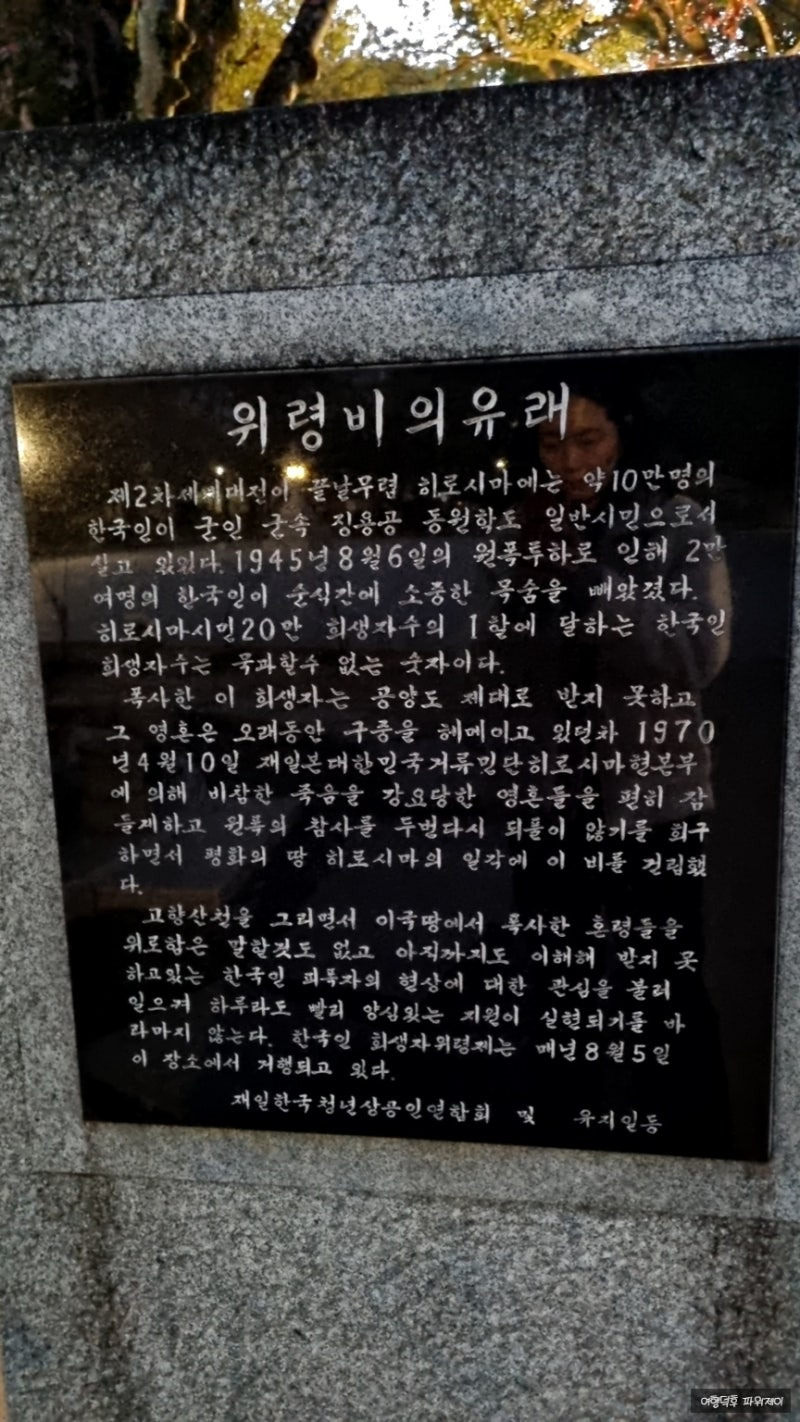 위령비의유래
제2차세계대전이 끝날무렵 히로시마에는 약10만명의
한국인이 군인 군속 징용공 동원학도 일반시민으로서
살고 있었다. 1945년8월6일의 원폭투하로 인해 2만
여명의 한국인이 순식간에 소중한 목숨을 빼앗겼다.
히로시마시민20만 희생자수의 1할에 달하는 한국인
희생자수는 묵과할수 없는 숫자이다.
폭사한 이 희생자는 공양도 제대로 받지 못하고
그 영혼은 오래동안 구중을 헤메이고 있던차 1970
년4월10일 재일본대한민국거류민단히로시마현본부
에 의해 비참한 죽음을 강요당한 영혼들을 편히 잠
들게하고 원폭의 참사를 두번다시 되풀이 않기를 희구
하면서 평화의 땅 히로시마의 일각에 이 비를 건립했
다.
고향산천을 그리면서 이국땅에서 폭사한 혼령들을
위로함은 말할것도 없고 아직까지도 이해해 받지 못
하고있는 한국인 피폭자의 현상에 대한 관심을 불러
일으켜 하루라도 빨리 양심있는 지원이 실현되기를 바
라마지 않는다. 한국인 희생자위령제는 매년8월5일
이 장소에서 거행되고 있다.
재일한국청년상공인연합회 및 유지일동
여행덕후 파워제이